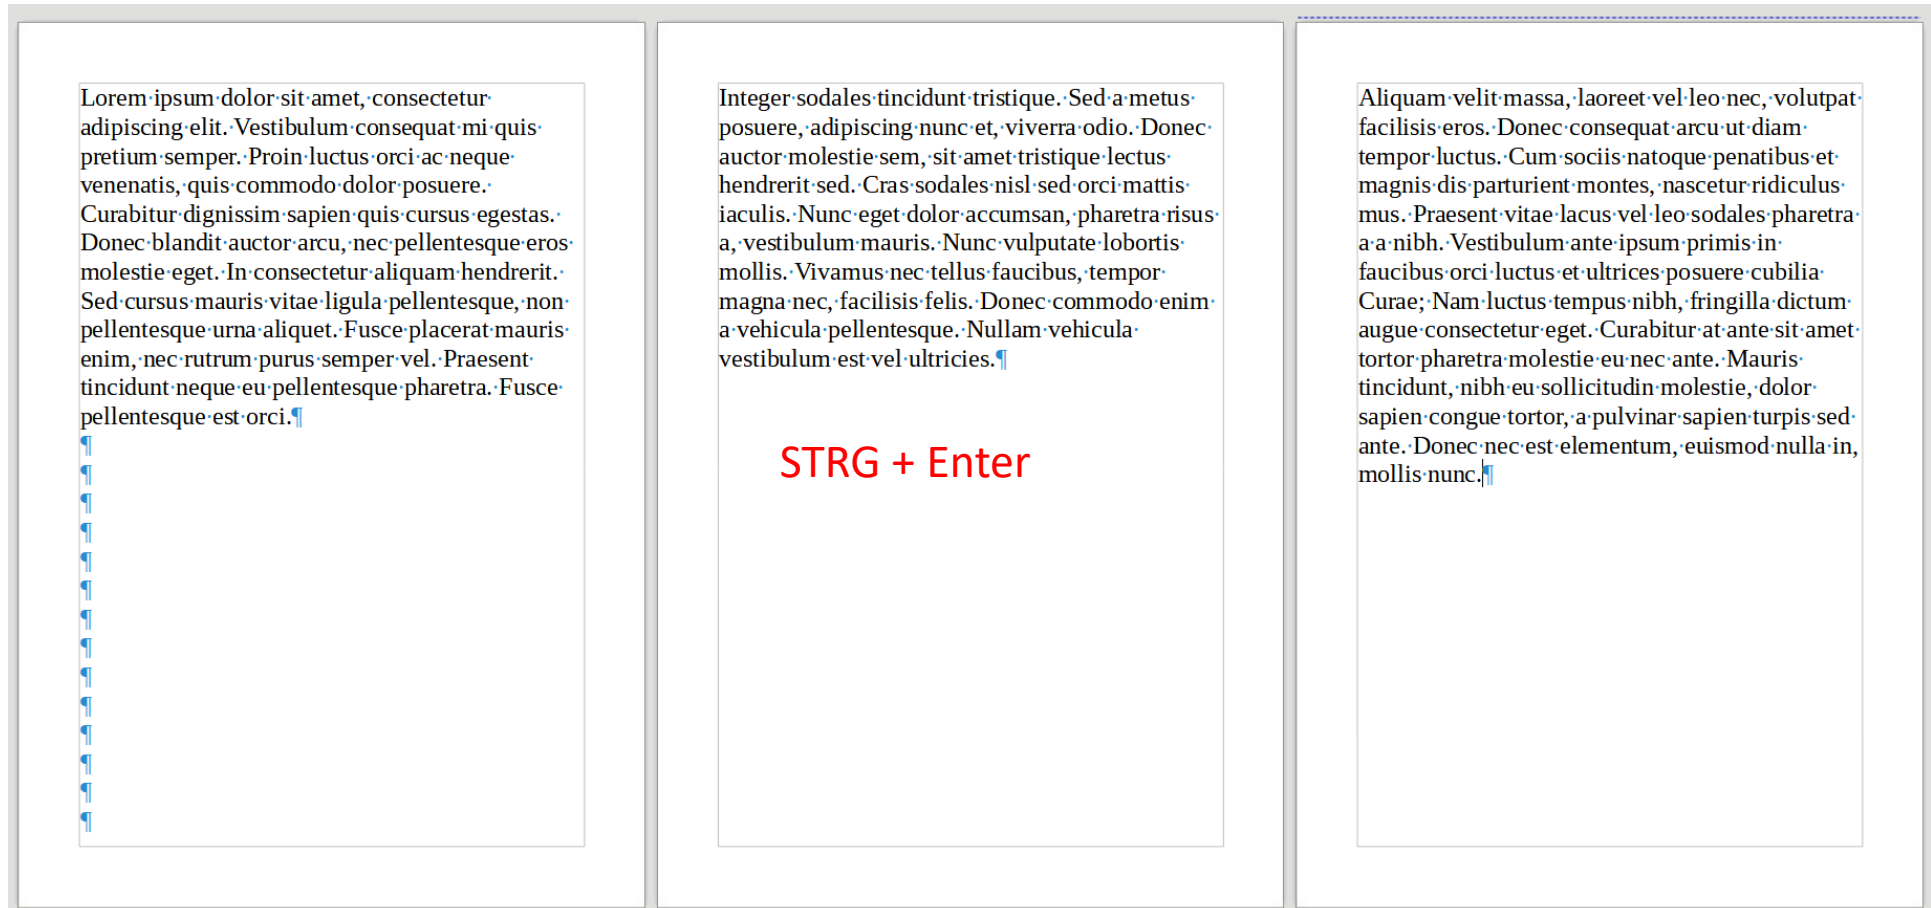 Lorem ipsum dolor sit amet, consectetur
adipiscing elit. Vestibulum consequat mi quis
pretium semper. Proin luctus orci ac neque
venenatis, quis commodo dolor posuere.
Curabitur dignissim sapien quis cursus egestas.
Donec blandit auctor arcu, nec pellentesque eros
molestie eget. In consectetur aliquam hendrerit.
Sed cursus mauris vitae ligula pellentesque, non
pellentesque urna aliquet. Fusce placerat mauris
enim, nec rutrum purus semper vel. Praesent
tincidunt neque eu pellentesque pharetra. Fusce
pellentesque est orci.¶
¶
¶
¶
¶
¶
¶
¶
¶
¶
¶
¶
¶
¶
¶
Integer sodales tincidunt tristique. Sed a metus
posuere, adipiscing nunc et, viverra odio. Donec
auctor molestie sem, sit amet tristique lectus
hendrerit sed. Cras sodales nisl sed orci mattis
iaculis. Nunc eget dolor accumsan, pharetra risus
a, vestibulum mauris. Nunc vulputate lobortis
mollis. Vivamus nec tellus faucibus, tempor
magna nec, facilisis felis. Donec commodo enim
a vehicula pellentesque. Nullam vehicula
vestibulum est vel ultricies.¶
STRG + Enter
Aliquam velit massa, laoreet vel leo nec, volutpat
facilisis eros. Donec consequat arcu ut diam
tempor luctus. Cum sociis natoque penatibus et
magnis dis parturient montes, nascetur ridiculus
mus. Praesent vitae lacus vel leo sodales pharetra
a a nibh. Vestibulum ante ipsum primis in
faucibus orci luctus et ultrices posuere cubilia
Curae; Nam luctus tempus nibh, fringilla dictum
augue consectetur eget. Curabitur at ante sit amet
tortor pharetra molestie eu nec ante. Mauris
tincidunt, nibh eu sollicitudin molestie, dolor
sapien congue tortor, a pulvinar sapien turpis sed
ante. Donec nec est elementum, euismod nulla in,
mollis nunc.¶